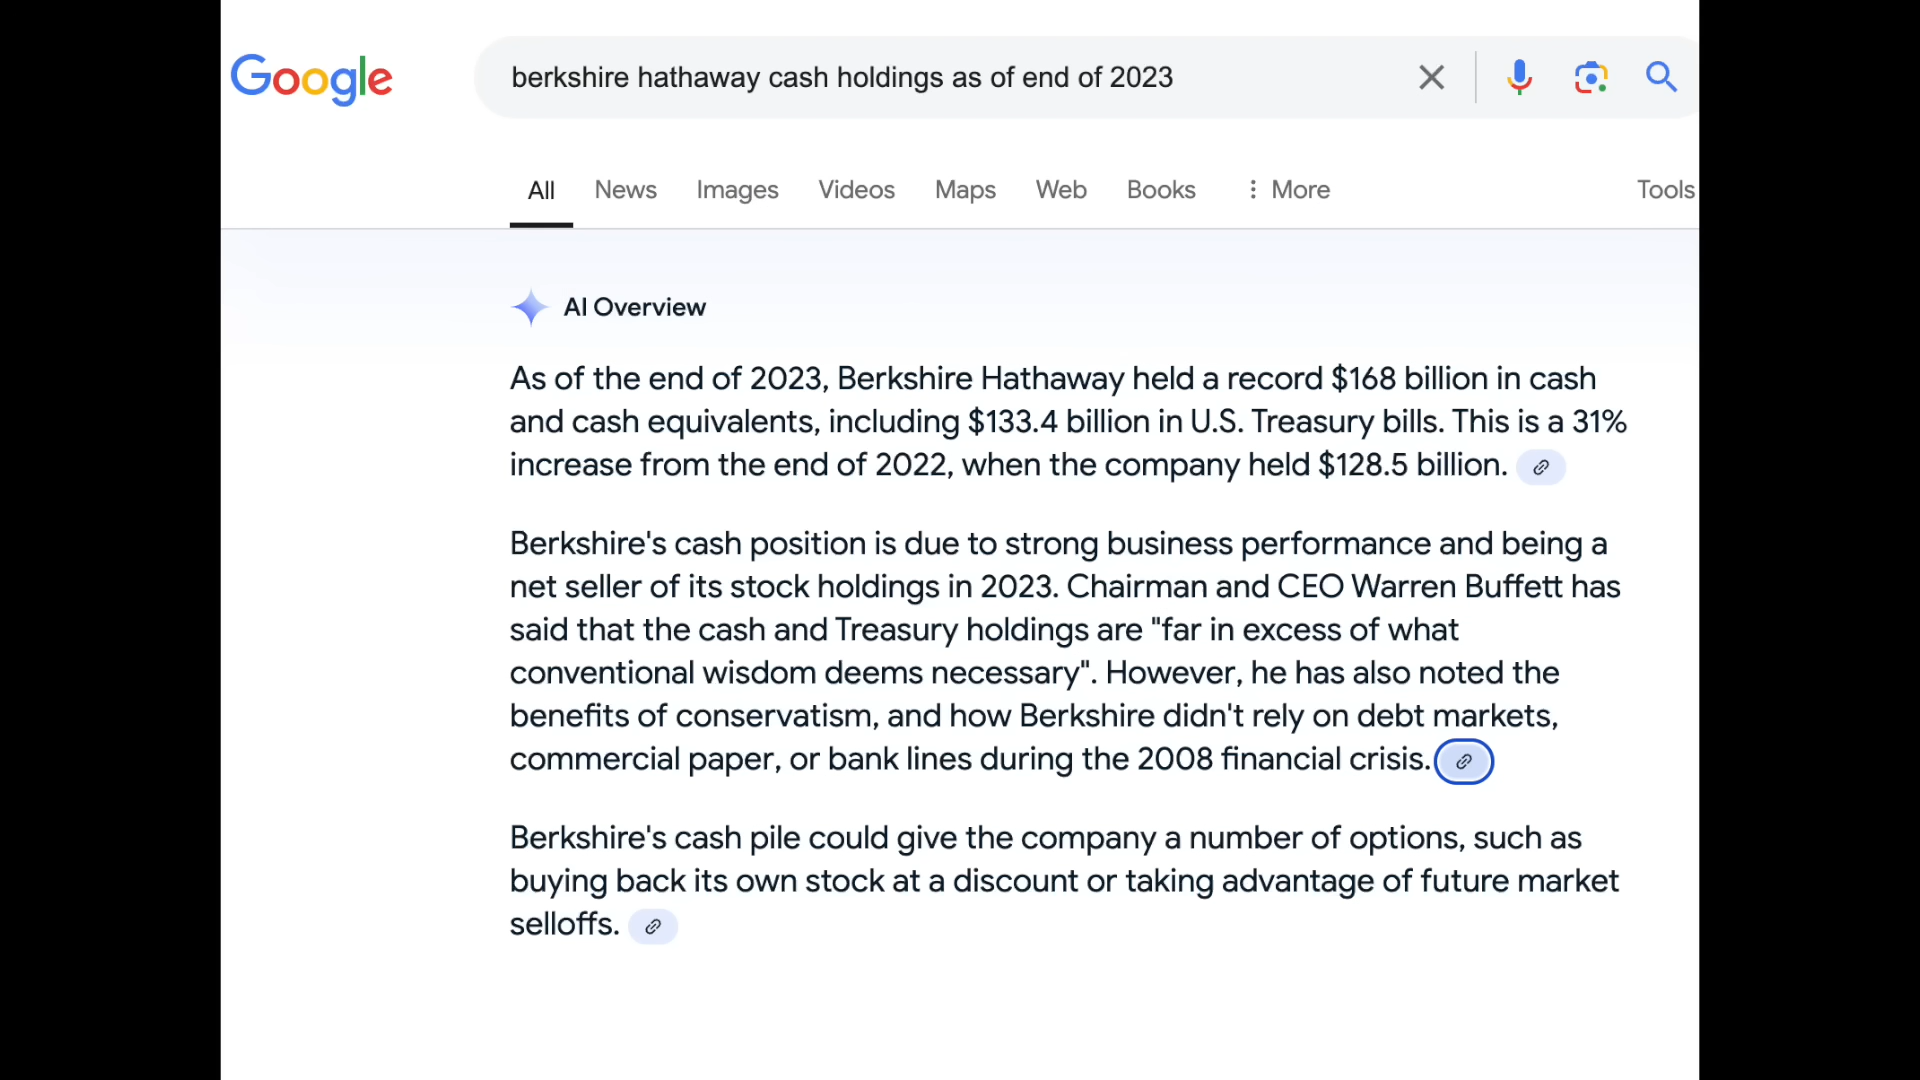 Google
berkshire hathaway cash holdings as of end of 2023
All News Images Videos Maps Web Books More Tools
AI Overview
As of the end of 2023, Berkshire Hathaway held a record $168 billion in cash
and cash equivalents, including $133.4 billion in U.S. Treasury bills. This is a 31%
increase from the end of 2022, when the company held $128.5 billion.
Berkshire's cash position is due to strong business performance and being a
net seller of its stock holdings in 2023. Chairman and CEO Warren Buffett has
said that the cash and Treasury holdings are "far in excess of what
conventional wisdom deems necessary". However, he has also noted the
benefits of conservatism, and how Berkshire didn't rely on debt markets,
commercial paper, or bank lines during the 2008 financial crisis.
Berkshire's cash pile could give the company a number of options, such as
buying back its own stock at a discount or taking advantage of future market
selloffs.